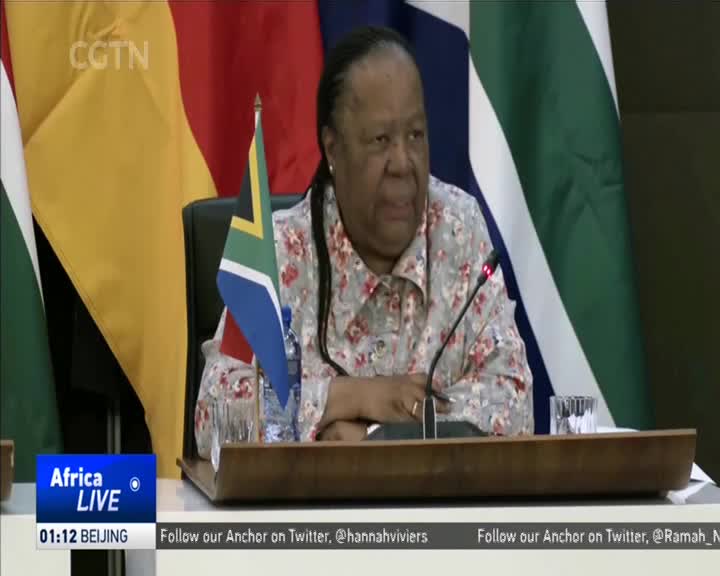 CGTN
Africa
LIVE
01:12 BEIJING
Follow our Anchor on Twitter, @hannahviviers Follow our Anchor on Twitter, @Ramah_N